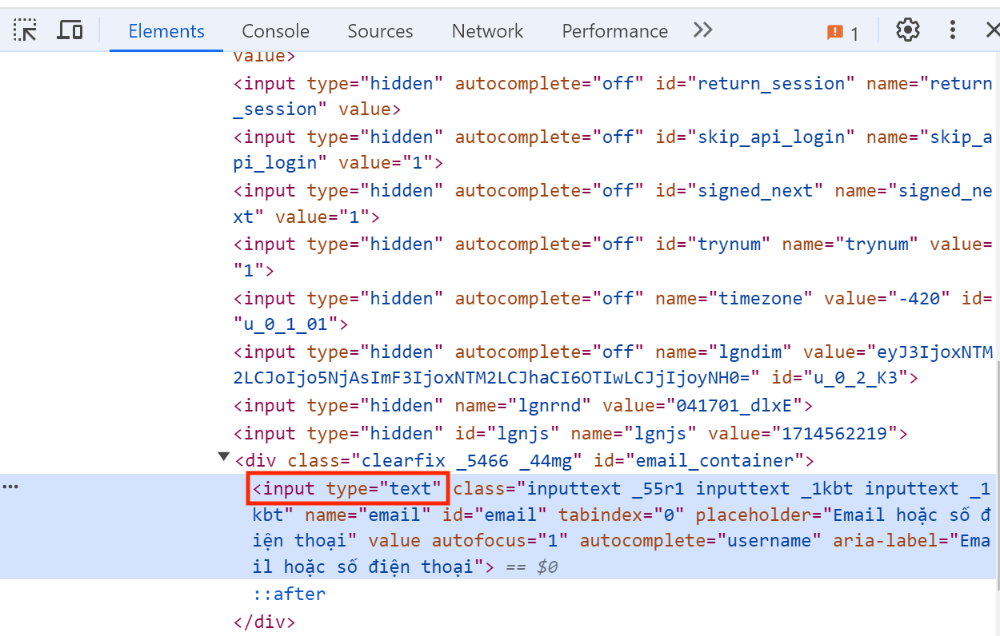 Elements Console Sources Network Performance 1
value>
<input type="hidden" autocomplete="off" id="return_session" name="return
_session" value>
<input type="hidden" autocomplete="off" id="skip_api_login" name="skip_a
pi_login" value="1">
<input type="hidden" autocomplete="off" id="signed_next" name="signed_ne
xt" value="1">
<input type="hidden" autocomplete="off" id="trynum" name="trynum" value=
"1">
<input type="hidden" autocomplete="off" name="timezone" value="-420" id=
"u_0_1_01">
<input type="hidden" autocomplete="off" name="lgndim" value="eyJ3IjoxNTM
2LCJoIjo5NjAsImF3IjoxNTM2LCJhaCI6OTIwLCJjIjoyNH0=" id="u_0_2_K3">
<input type="hidden" name="lgnrnd" value="041701_dlxE">
<input type="hidden" id="lgnjs" name="lgnjs" value="1714562219">
<div class="clearfix _5466 _44mg" id="email_container">
<input type="text" class="inputtext _55r1 inputtext _1kbt inputtext _1
kbt" name="email" id="email" tabindex="0" placeholder="Email hoặc số đ
iện thoại" value autofocus="1" autocomplete="username" aria-label="Ema
il hoặc số điện thoại"> == $0
::after
</div>